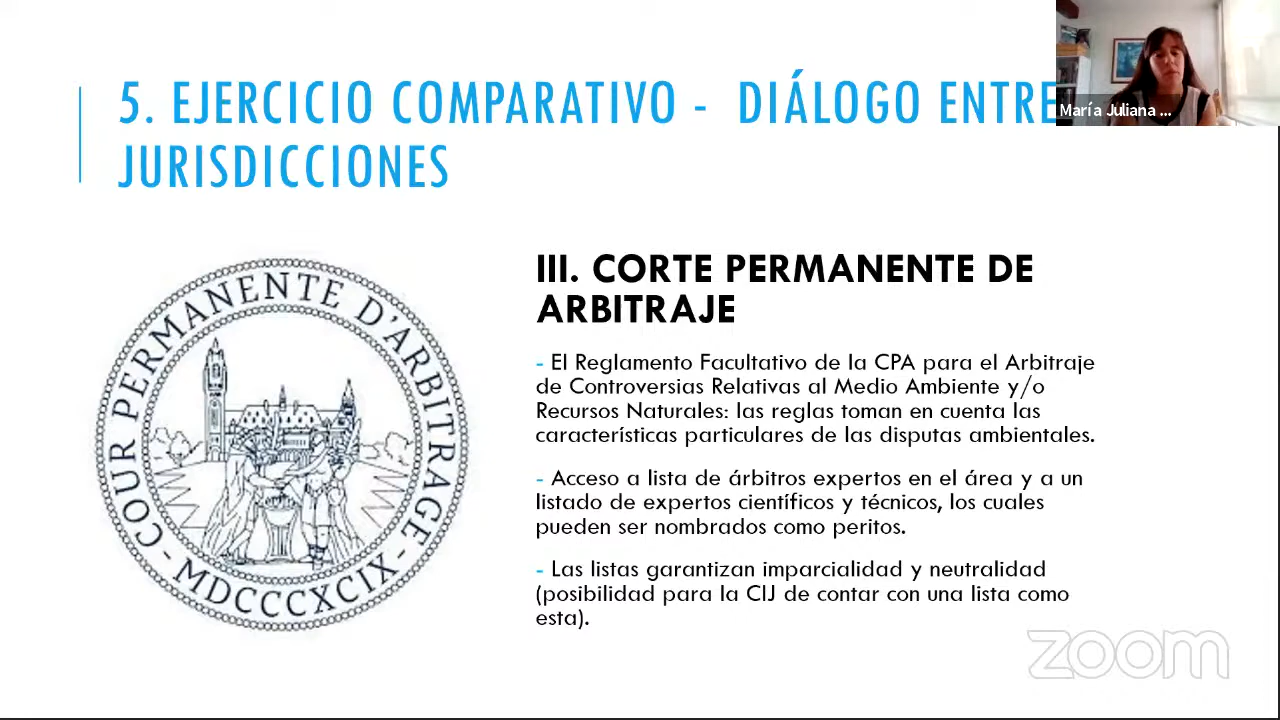 5. EJERCICIO COMPARATIVO - DIÁLOGO ENTRE
JURISDICCIONES
María Juliana ...
COUR PERMANENTE D'ARBITRAGE - MDCCCXCIX -
III. CORTE PERMANENTE DE
ARBITRAJE
- El Reglamento Facultativo de la CPA para el Arbitraje
de Controversias Relativas al Medio Ambiente y/o
Recursos Naturales: las reglas toman en cuenta las
características particulares de las disputas ambientales.
- Acceso a lista de árbitros expertos en el área y a un
listado de expertos científicos y técnicos, los cuales
pueden ser nombrados como peritos.
- Las listas garantizan imparcialidad y neutralidad
(posibilidad para la CIJ de contar con una lista como
esta).
zoom